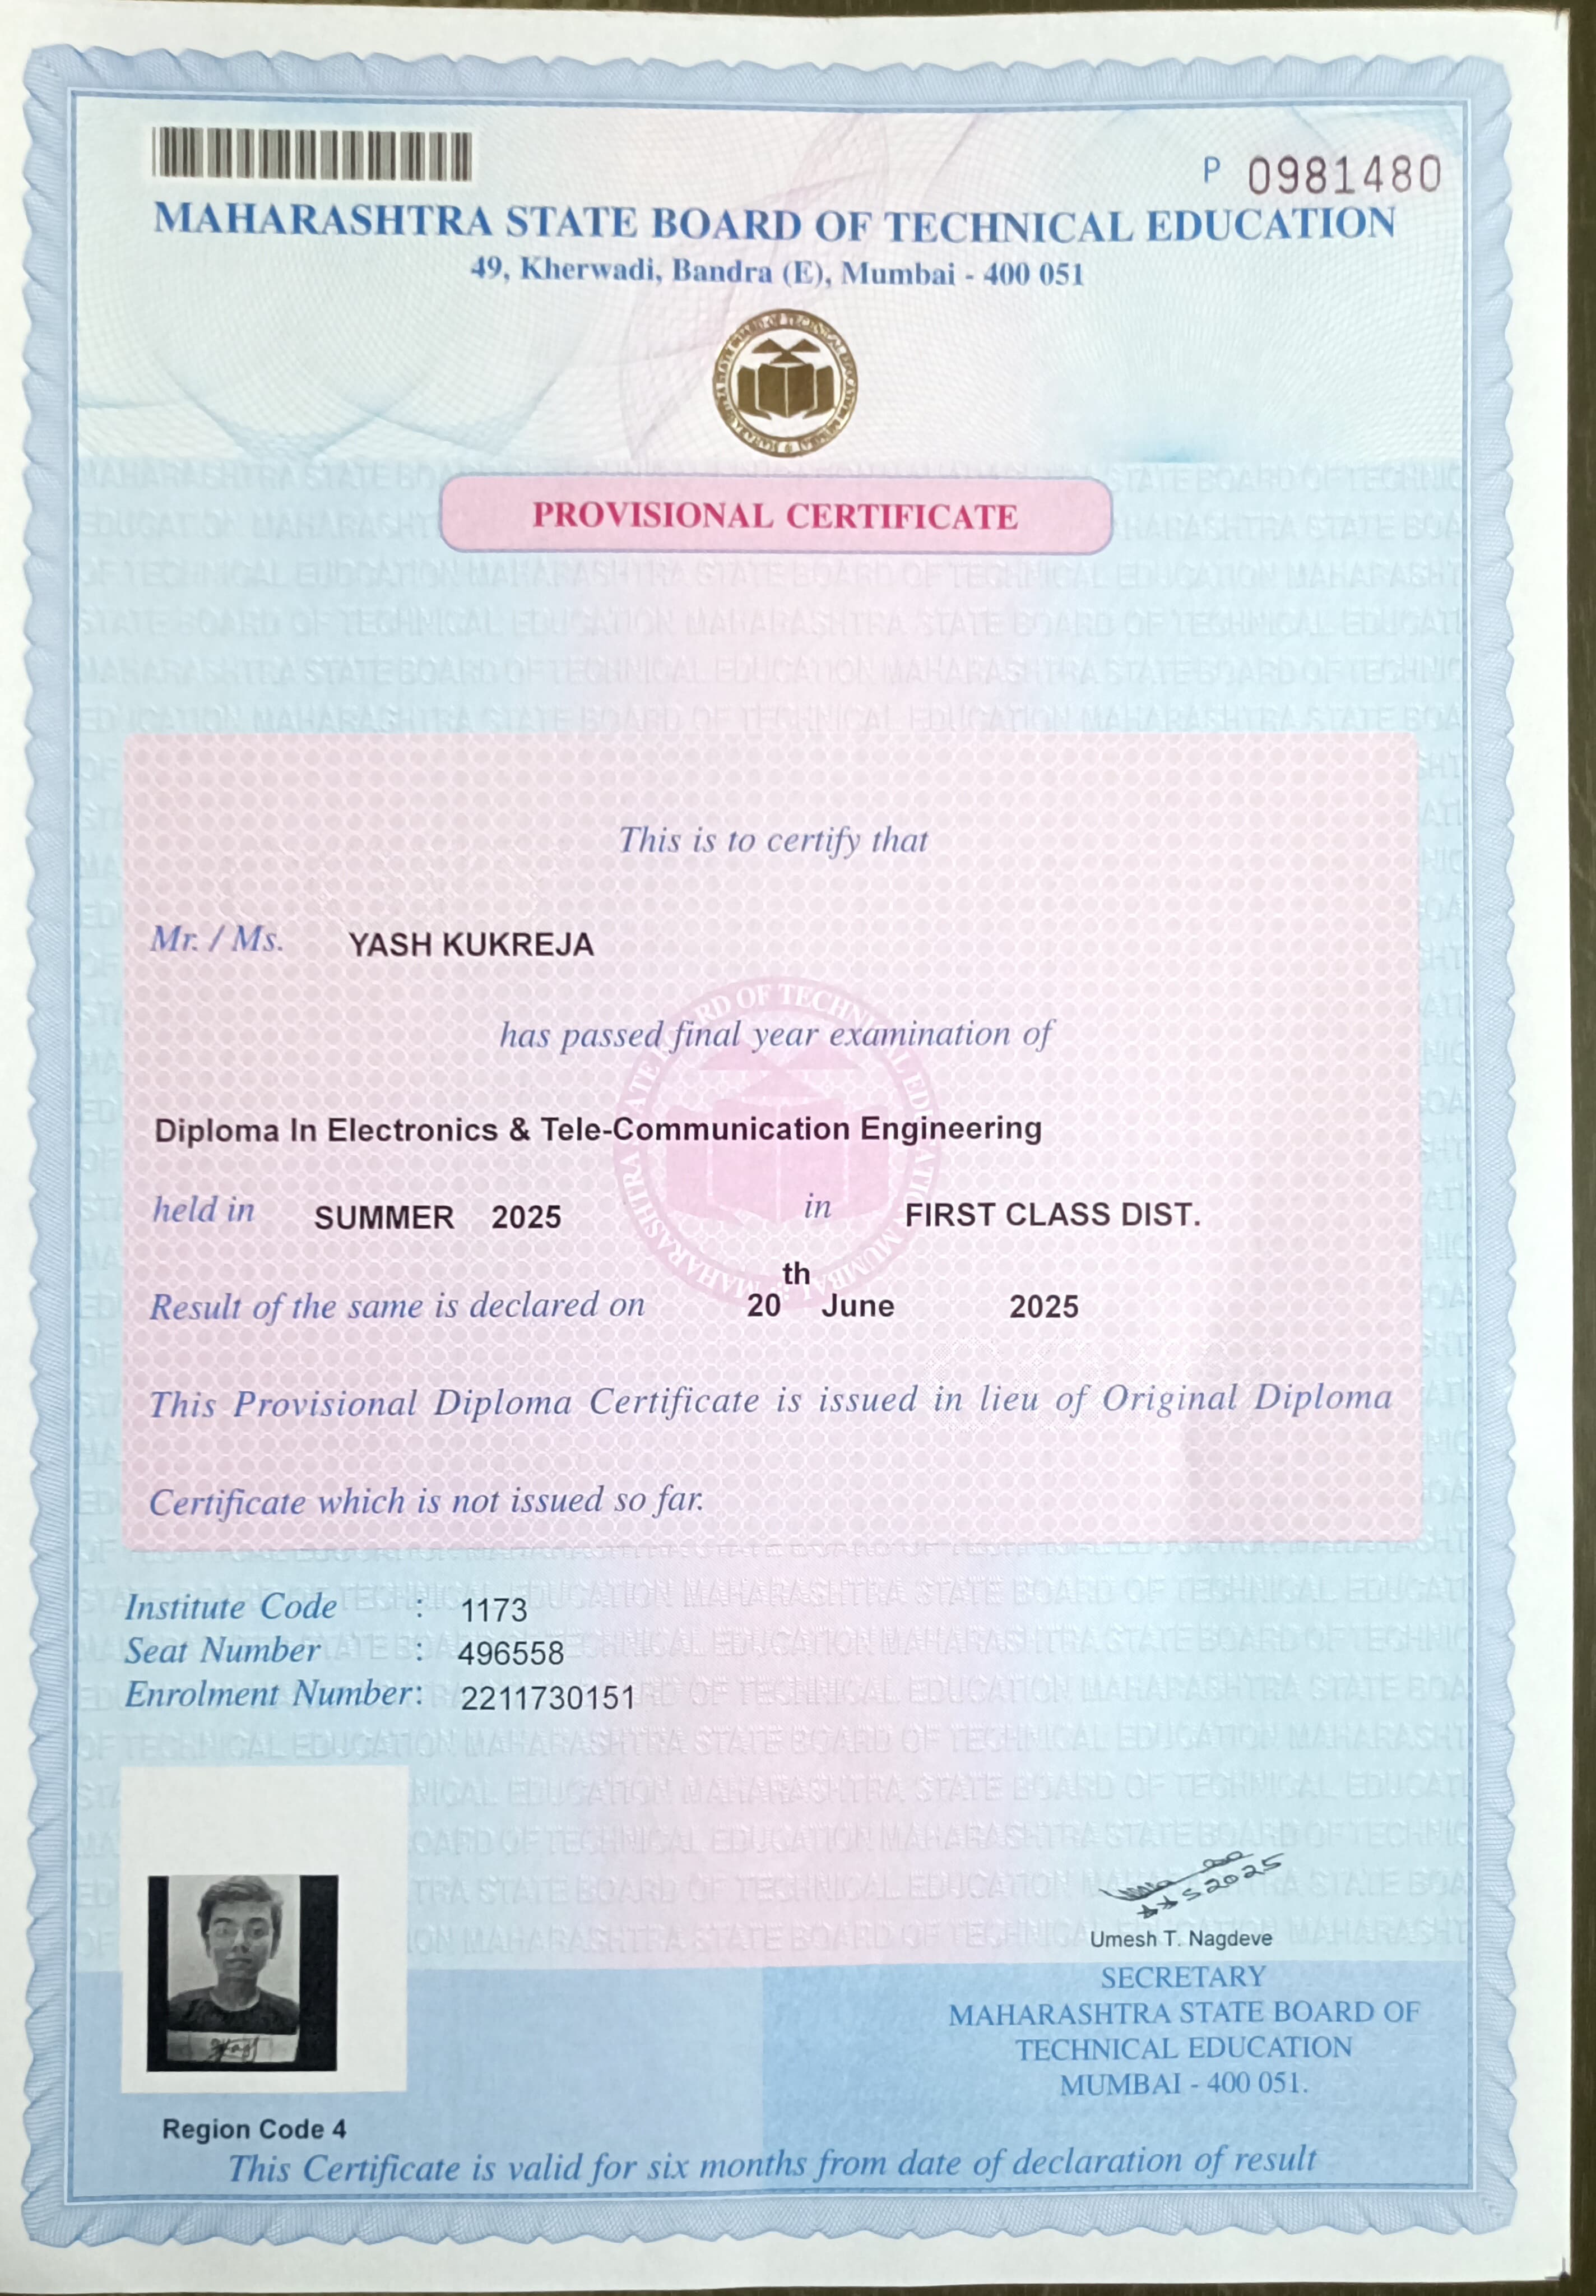 P 0981480
MAHARASHTRA STATE BOARD OF TECHNICAL EDUCATION
49, Kherwadi, Bandra (E), Mumbai - 400 051
PROVISIONAL CERTIFICATE
This is to certify that
Mr. / Ms. YASH KUKREJA
has passed final year examination of
Diploma In Electronics & Tele-Communication Engineering
held in SUMMER 2025 in FIRST CLASS DIST.
Result of the same is declared on 20th June 2025
This Provisional Diploma Certificate is issued in lieu of Original Diploma
Certificate which is not issued so far.
Institute Code : 1173
Seat Number : 496558
Enrolment Number: 2211730151
Umesh T. Nagdeve
SECRETARY
MAHARASHTRA STATE BOARD OF
TECHNICAL EDUCATION
MUMBAI - 400 051.
Region Code 4
This Certificate is valid for six months from date of declaration of result